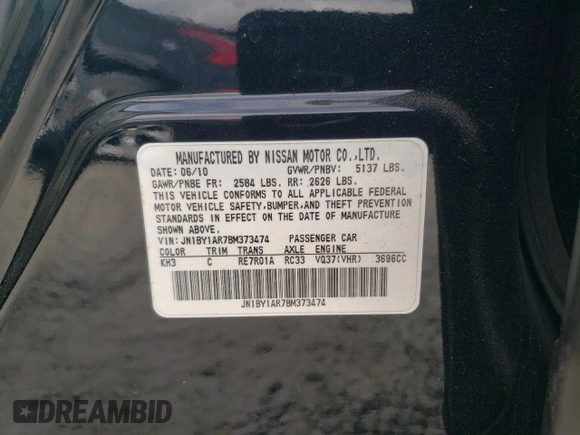 MANUFACTURED BY NISSAN MOTOR CO.,LTD.
DATE: 06/10 GVWR/PNBV: 5137 LBS.
GAWR/PNBE FR: 2584 LBS. RR: 2626 LBS.
THIS VEHICLE CONFORMS TO ALL APPLICABLE FEDERAL
MOTOR VEHICLE SAFETY,BUMPER,AND THEFT PREVENTION
STANDARDS IN EFFECT ON THE DATE OF MANUFACTURE
SHOWN ABOVE.
VIN: JN1BY1AR7BM373474 PASSENGER CAR
COLOR TRIM TRANS AXLE ENGINE
KH3 C RE7R01A RC33 VQ37(VHR) 3696CC
JN1BY1AR7BM373474
DREAMBID